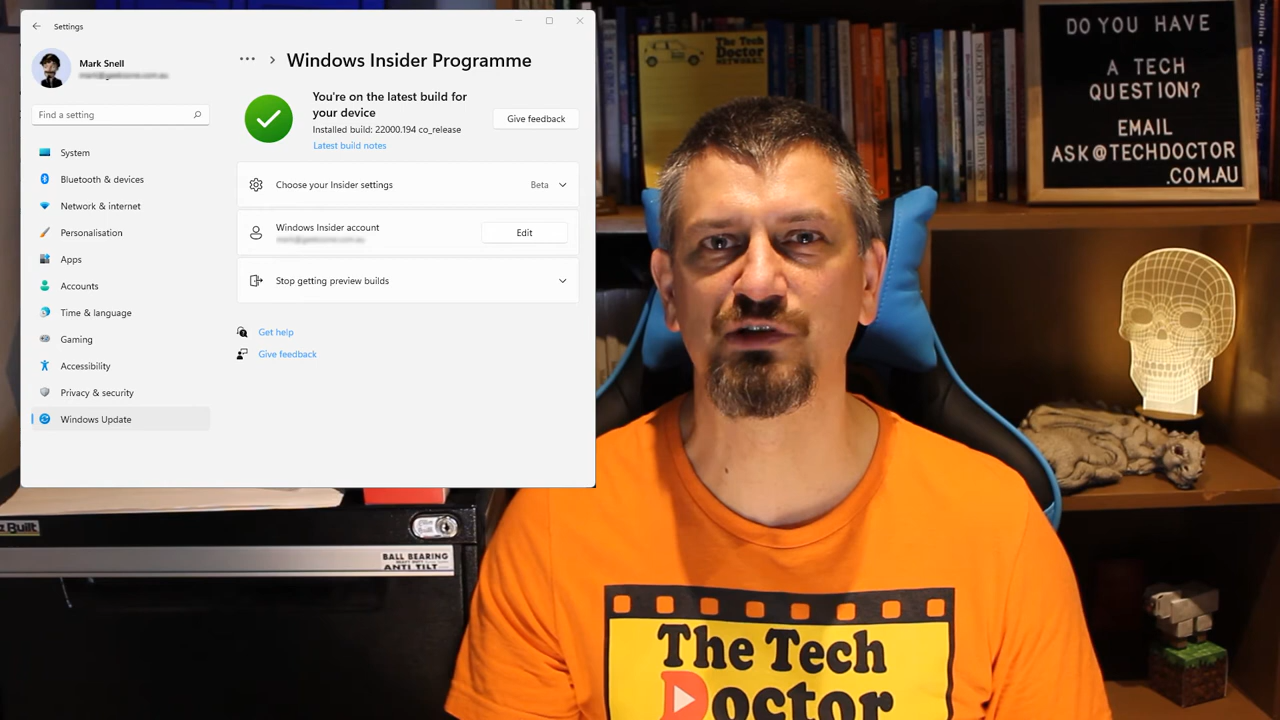 Settings
Mark Snell
Find a setting
System
Bluetooth & devices
Network & internet
Personalisation
Apps
Accounts
Time & language
Gaming
Accessibility
Privacy & security
Windows Update
Windows Insider Programme
You're on the latest build for
your device
Installed build: 22000.194 co_release
Latest build notes
Give feedback
Choose your Insider settings
Beta
Windows Insider account
Edit
Stop getting preview builds
Get help
Give feedback
The Tech
Doctor
DO YOU HAVE
A TECH
QUESTION?
EMAIL
ASK@TECHDOCTOR
.COM.AU
Built
BALL BEARING
ANTI TILT
The Tech
Doctor